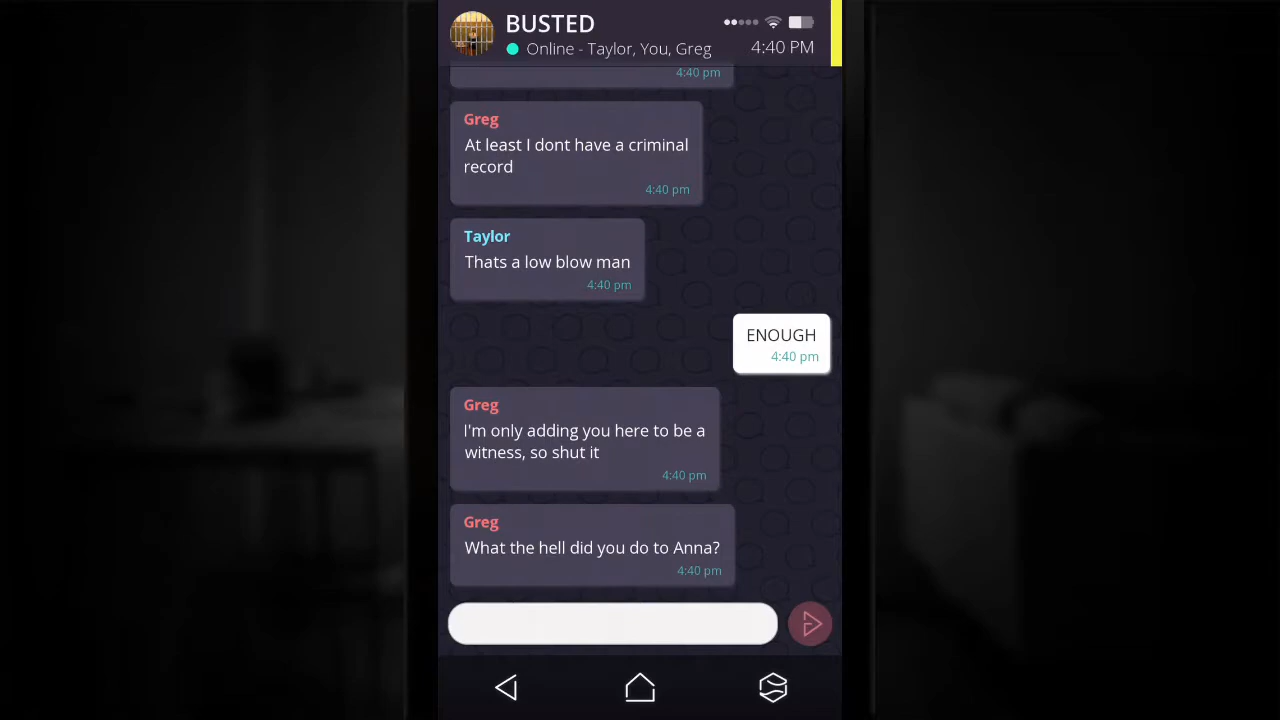 BUSTED
Online - Taylor, You, Greg
4:40 PM
4:40 pm
Greg
At least I dont have a criminal
record
4:40 pm
Taylor
Thats a low blow man
4:40 pm
ENOUGH
4:40 pm
Greg
I'm only adding you here to be a
witness, so shut it
4:40 pm
Greg
What the hell did you do to Anna?
4:40 pm